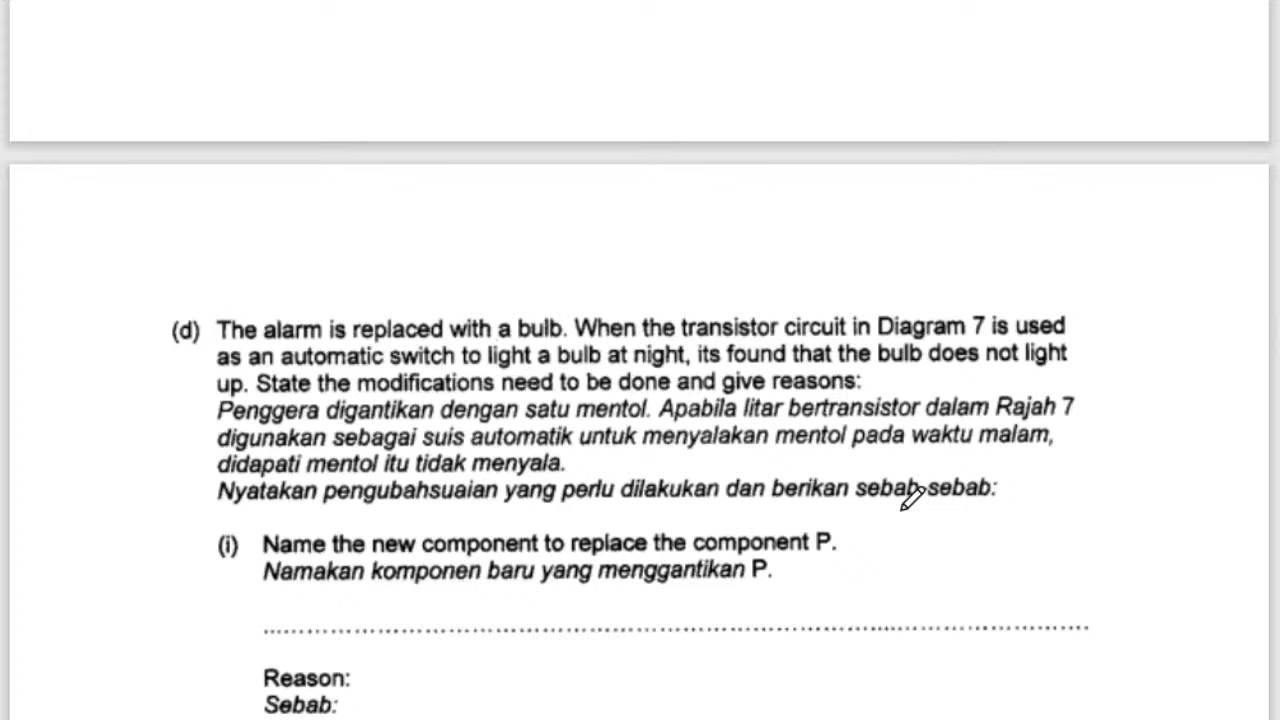 (d) The alarm is replaced with a bulb. When the transistor circuit in Diagram 7 is used
as an automatic switch to light a bulb at night, its found that the bulb does not light
up. State the modifications need to be done and give reasons:
Penggera digantikan dengan satu mentol. Apabila litar bertransistor dalam Rajah 7
digunakan sebagai suis automatik untuk menyalakan mentol pada waktu malam,
didapati mentol itu tidak menyala.
Nyatakan pengubahsuaian yang perlu dilakukan dan berikan sebab-sebab:
(i) Name the new component to replace the component P.
Namakan komponen baru yang menggantikan P.
Reason:
Sebab: